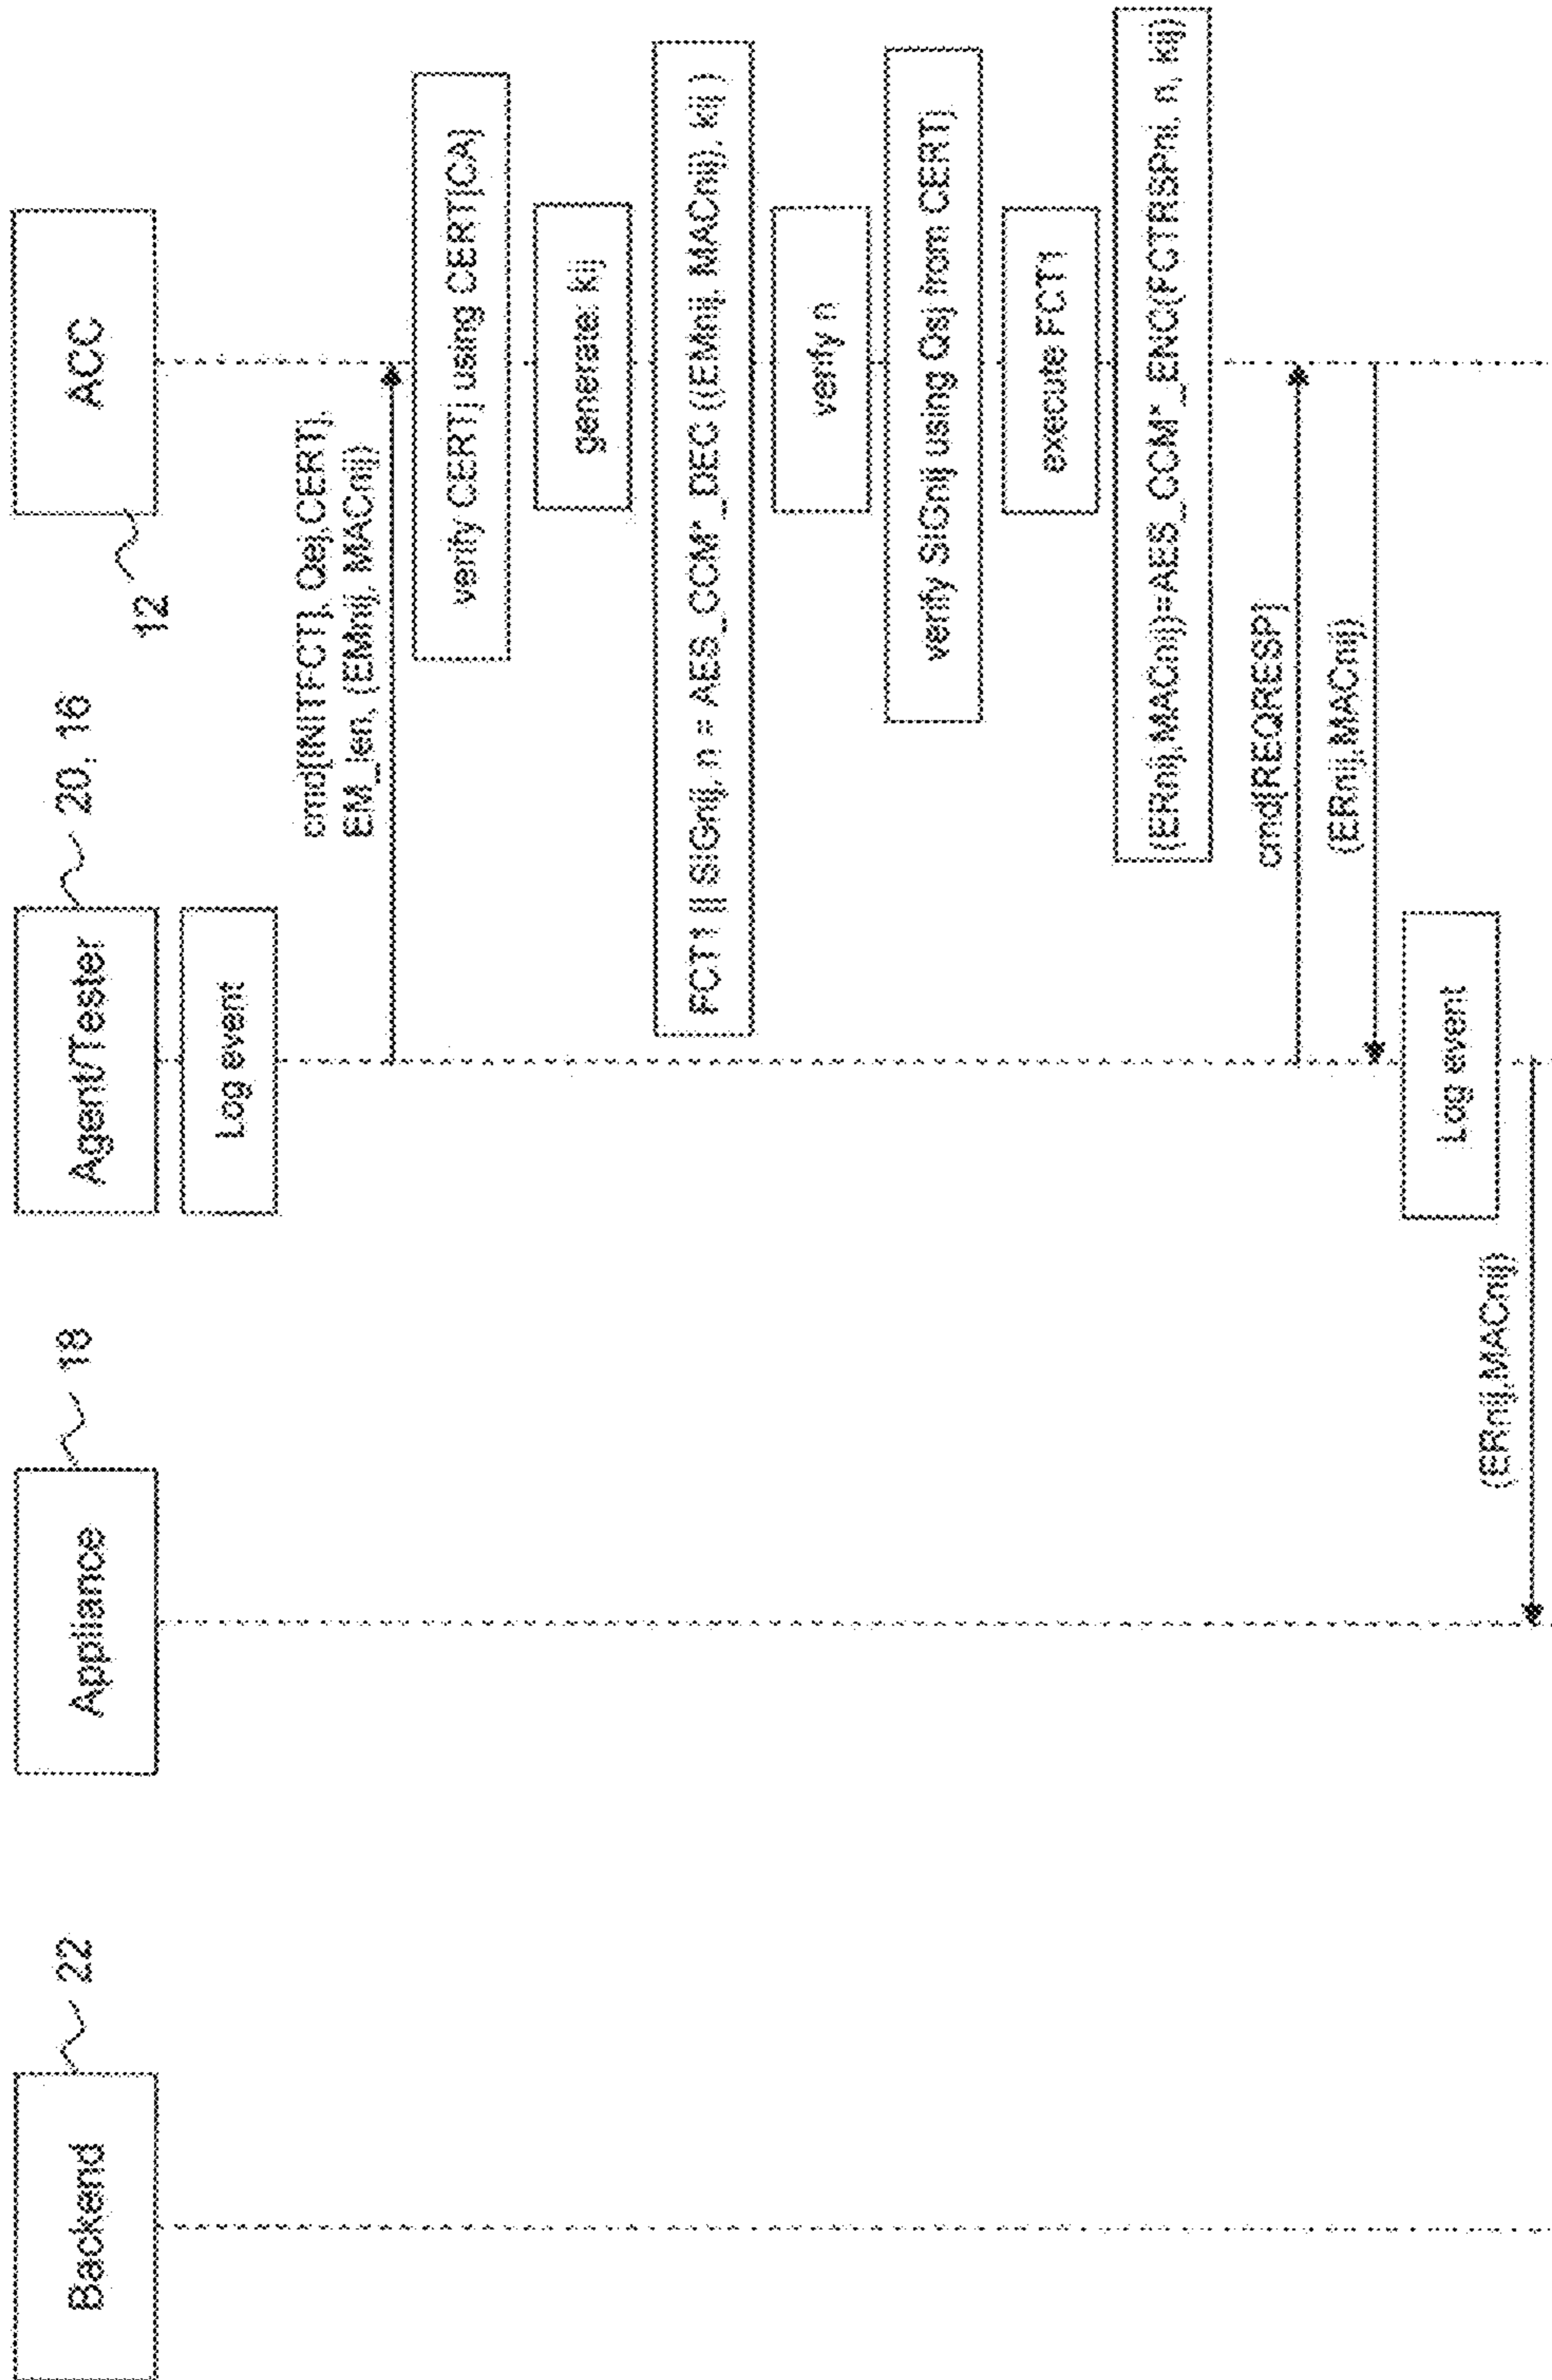 Backend
22
Appliance
18
Agent/Tester
20, 16
ACC
12
Log event
cmd[INITFCT], Qej,CERTj,
EM_len, (EMnij, MACnij)
verify CERTj using CERT[CA]
generate: kij
FCT1 || SIGnij, n = AES_CCM*_DEC ((EMnij, MACnij), kij )
verify n
verify SIGnij using Qsj from CERTj
execute FCT1
(ERnij,MACnij)=AES_CCM*_ENC(FCTRSPni, n, kij)
cmd[REQRESP]
(ERnij,MACnij)
Log event
(ERnij,MACnij)